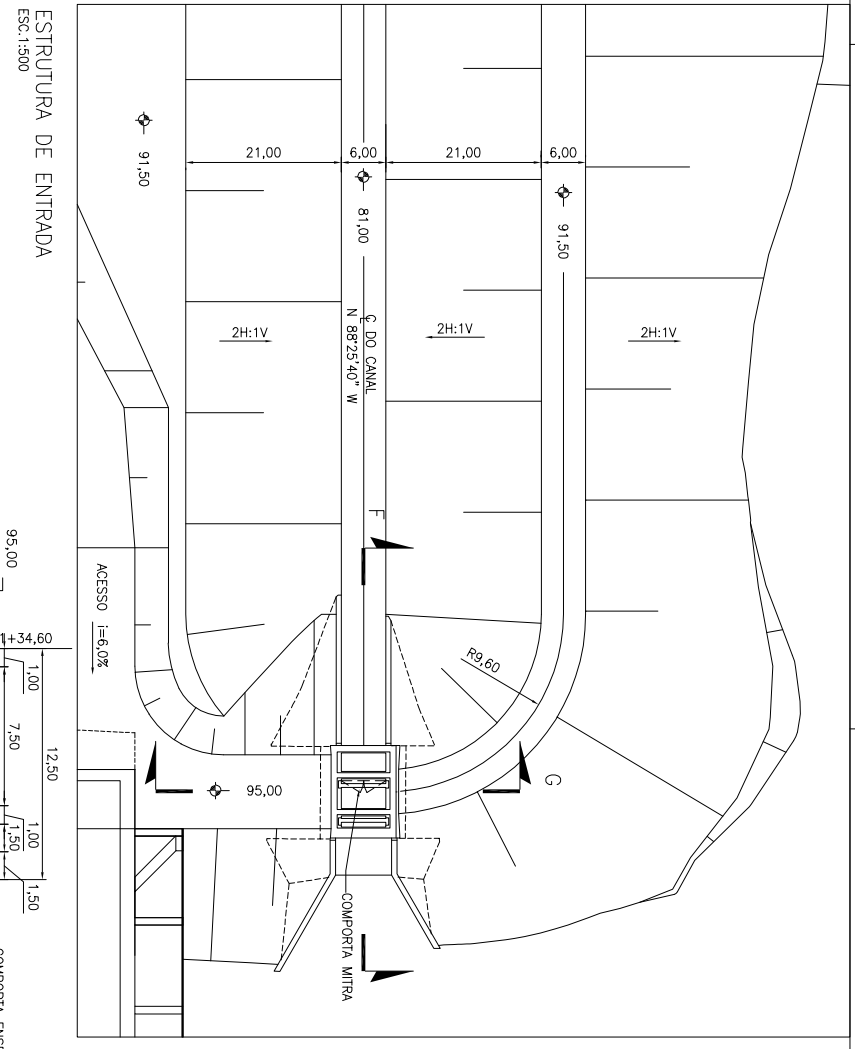 ESTRUTURA DE ENTRADA
ESC.1:500
91,50
21,00
6,00
21,00
6,00
81,00
91,50
2H:1V
2H:1V
2H:1V
DO CANAL
N 88°25'40" W
F
R9,60
G
ACESSO i=6,0%
95,00
COMPORTA MITRA
95,00
1+34,60
1,00
7,50
12,50
1,00
1,50
1,50